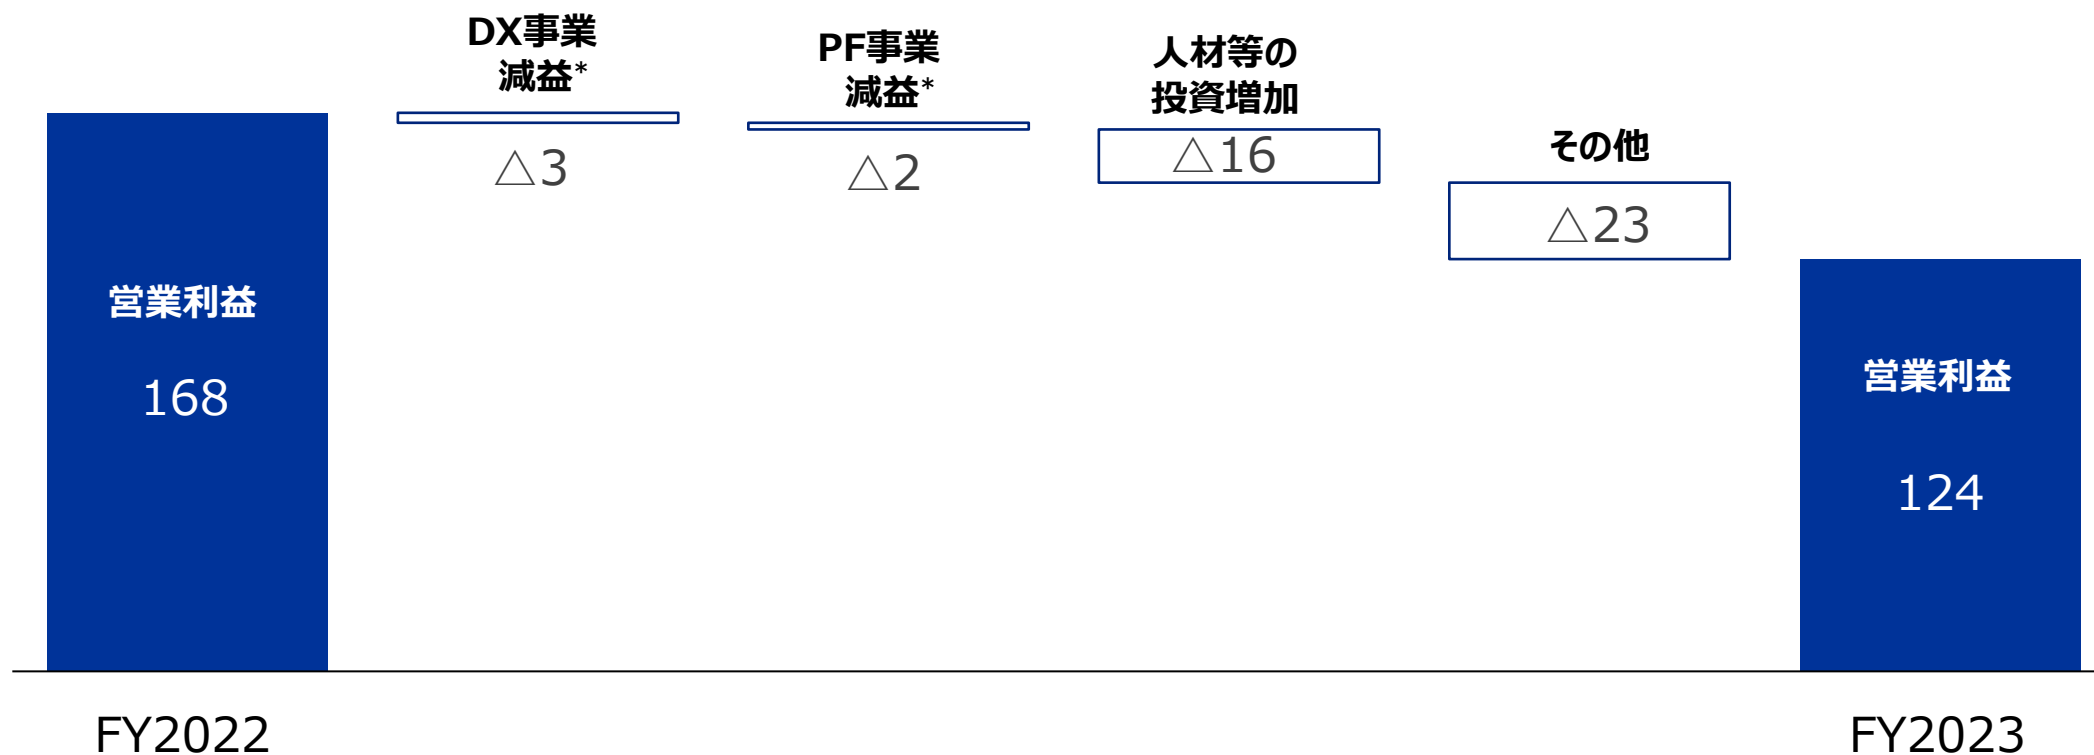 DX事業
減益*
△3
PF事業
減益*
△2
人材等の
投資増加
△16
その他
△23
営業利益
168
営業利益
124
FY2022
FY2023